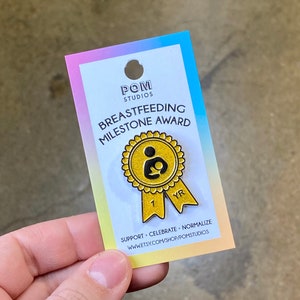 POM
STUDIOS
BREASTFEEDING
MILESTONE AWARD
1 YR
SUPPORT • CELEBRATE • NORMALIZE
WWW.ETSY.COM/SHOP/POMSTUDIOS